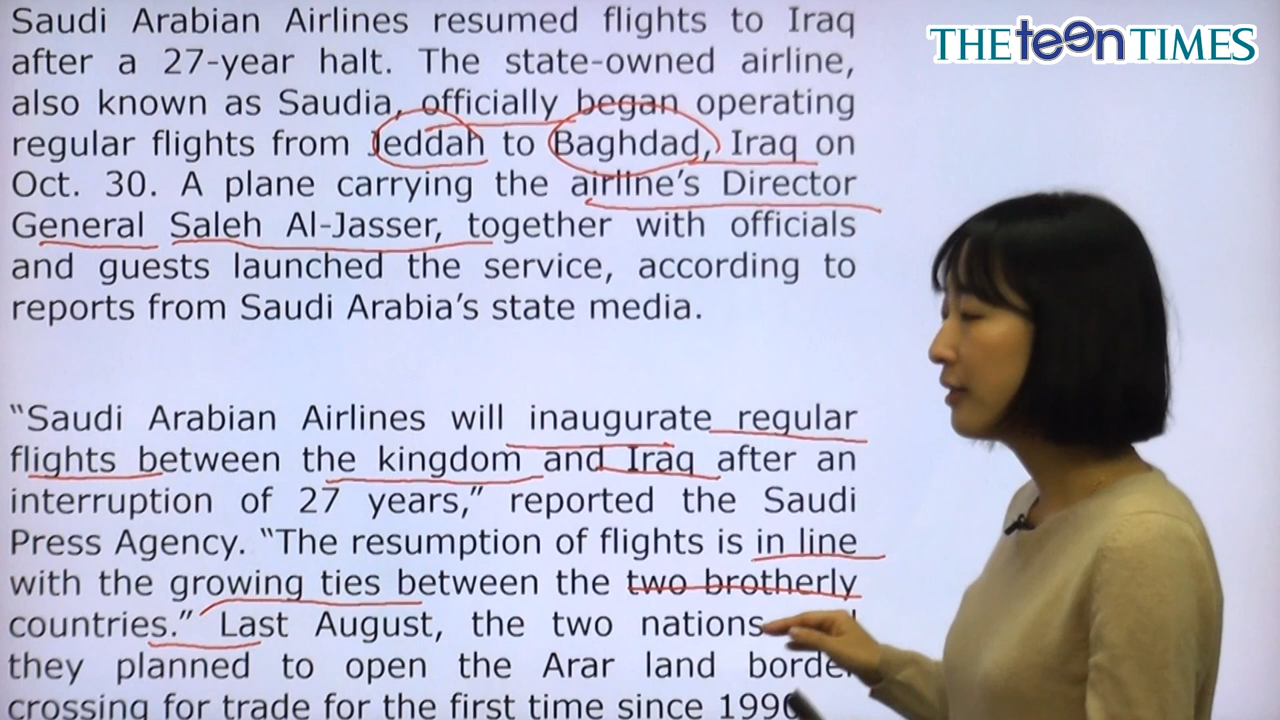 THE teen TIMES
Saudi Arabian Airlines resumed flights to Iraq
after a 27-year halt. The state-owned airline,
also known as Saudia, officially began operating
regular flights from Jeddah to Baghdad, Iraq on
Oct. 30. A plane carrying the airline's Director
General Saleh Al-Jasser, together with officials
and guests launched the service, according to
reports from Saudi Arabia's state media.
"Saudi Arabian Airlines will inaugurate regular
flights between the kingdom and Iraq after an
interruption of 27 years," reported the Saudi
Press Agency. "The resumption of flights is in line
with the growing ties between the two brotherly
countries." Last August, the two nations
they planned to open the Arar land border
crossing for trade for the first time since 1990